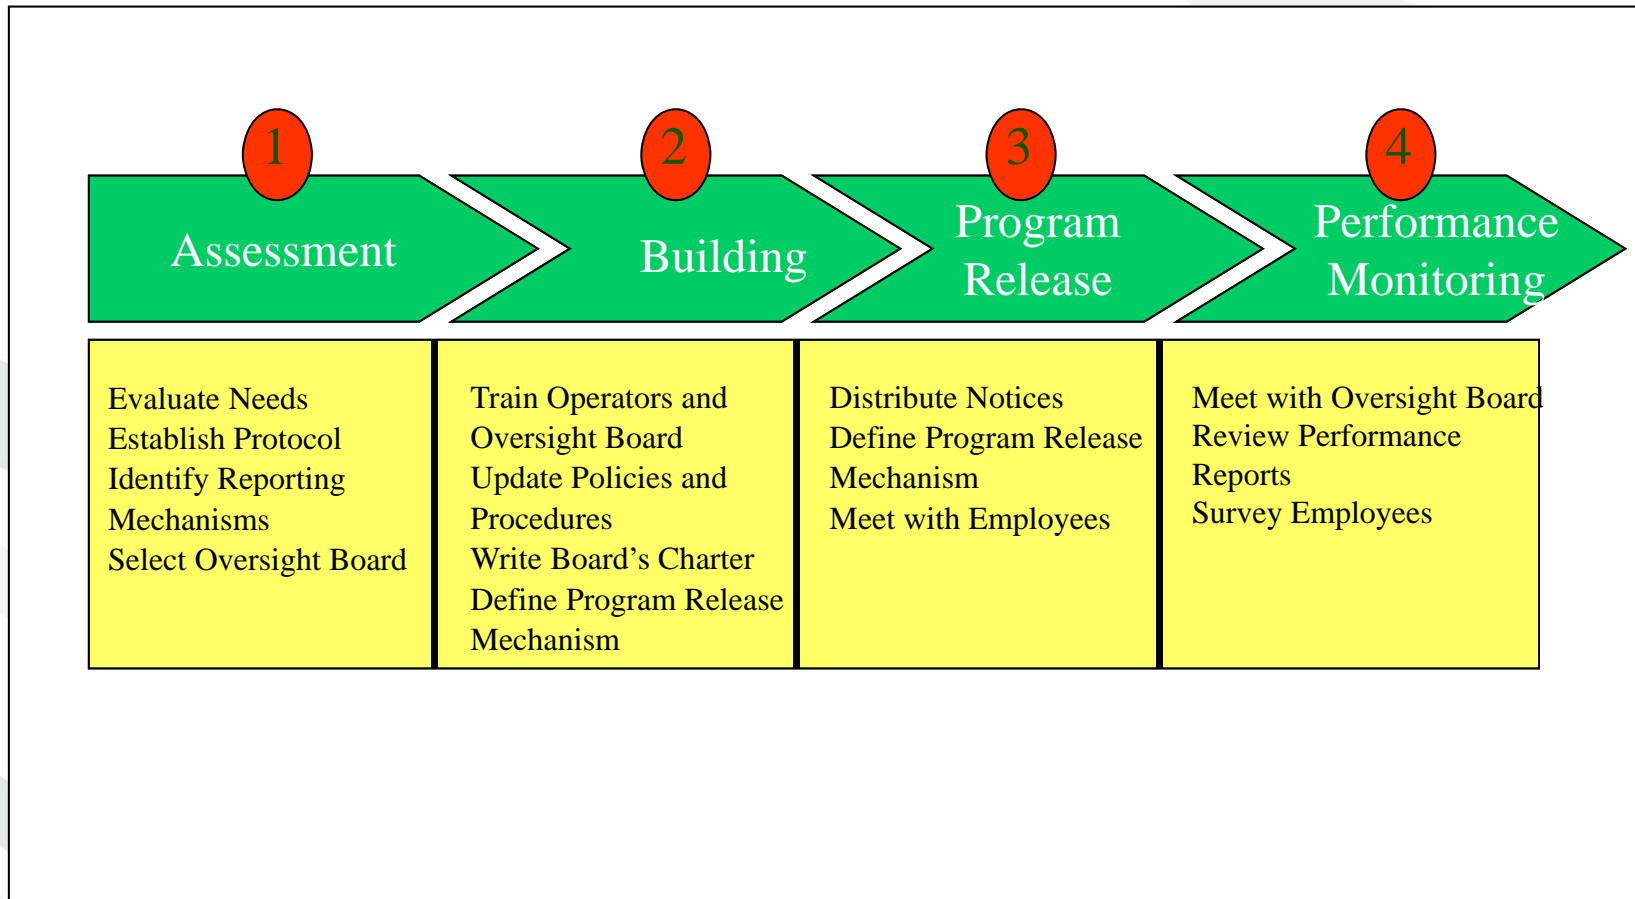 1
2
3
4
Assessment
Building
Program
Release
Performance
Monitoring
Evaluate Needs
Establish Protocol
Identify Reporting
Mechanisms
Select Oversight Board
Train Operators and
Oversight Board
Update Policies and
Procedures
Write Board’s Charter
Define Program Release
Mechanism
Distribute Notices
Define Program Release
Mechanism
Meet with Employees
Meet with Oversight Board
Review Performance
Reports
Survey Employees